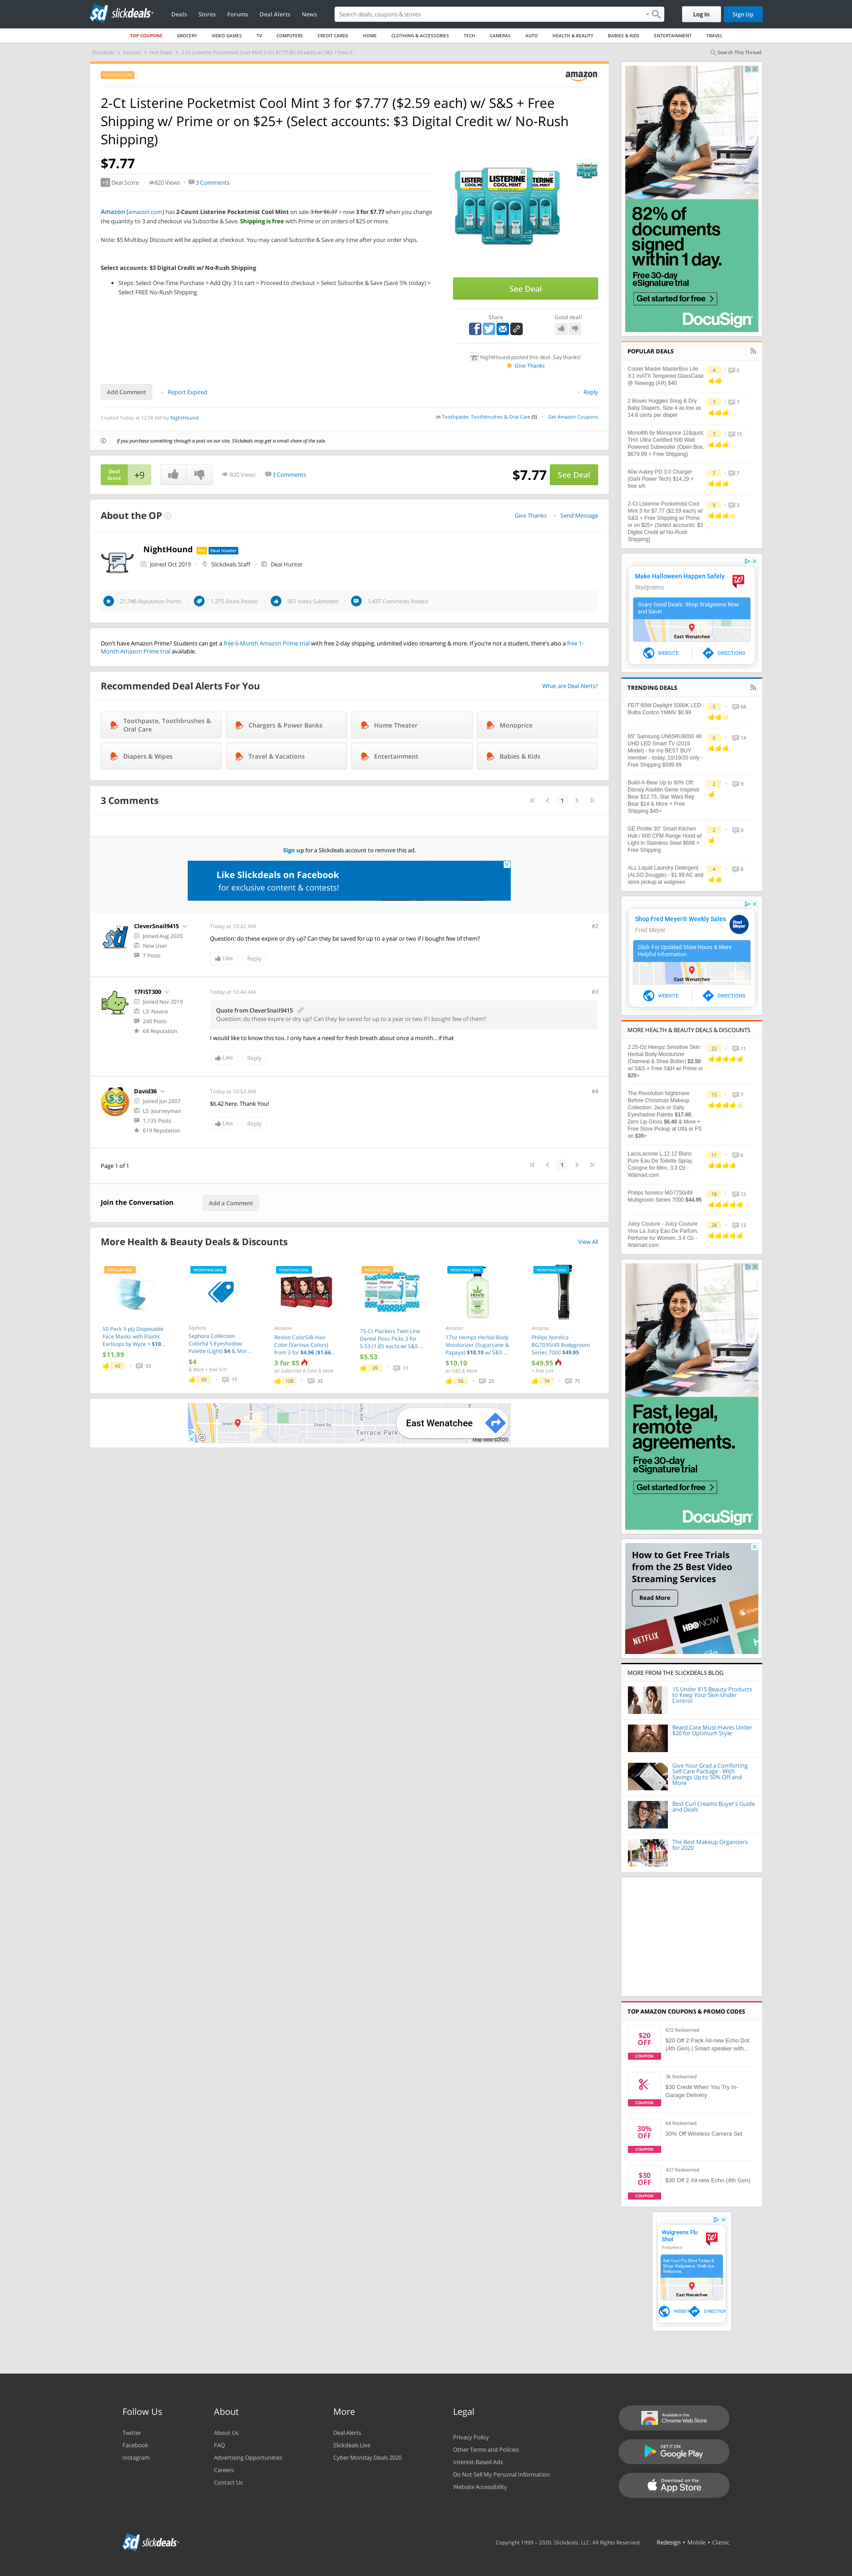 slickdeals
Deals
Stores
Forums
Deal Alerts
News
Search deals, coupons & stores
Log In
Sign Up
TOP COUPONS
GROCERY
VIDEO GAMES
TV
COMPUTERS
CREDIT CARDS
HOME
CLOTHING & ACCESSORIES
TECH
CAMERAS
AUTO
HEALTH & BEAUTY
BABIES & KIDS
ENTERTAINMENT
TRAVEL
Slickdeals
Forums
Hot Deals
2-Ct Listerine Pocketmist Cool Mint 3 for $7.77 ($2.59 each) w/ S&S + Free S...
Search This Thread
POPULAR DEAL
amazon
2-Ct Listerine Pocketmist Cool Mint 3 for $7.77 ($2.59 each) w/ S&S + Free
Shipping w/ Prime or on $25+ (Select accounts: $3 Digital Credit w/ No-Rush
Shipping)
$7.77
+9 Deal Score
820 Views
3 Comments
Amazon [amazon.com] has 2-Count Listerine Pocketmist Cool Mint on sale 3 for $6.37 > now 3 for $7.77 when you change
the quantity to 3 and checkout via Subscribe & Save. Shipping is free with Prime or on orders of $25 or more.
Note: $5 Multibuy Discount will be applied at checkout. You may cancel Subscribe & Save any time after your order ships.
Select accounts: $3 Digital Credit w/ No-Rush Shipping
Steps: Select One-Time Purchase > Add Qty 3 to cart > Proceed to checkout > Select Subscribe & Save (Save 5% today) >
Select FREE No-Rush Shipping
LISTERINE
COOL MINT
See Deal
Share
Good deal?
NightHound posted this deal. Say thanks!
Give Thanks
Add Comment
Report Expired
Reply
Created Today at 12:58 AM by NightHound
in Toothpaste, Toothbrushes & Oral Care (5)
Get Amazon Coupons
If you purchase something through a post on our site, Slickdeals may get a small share of the sale.
Deal
Score
+9
820 Views
3 Comments
$7.77
See Deal
About the OP
Give Thanks
Send Message
NightHound
Pro
Deal Hunter
Joined Oct 2019
Slickdeals Staff
Deal Hunter
21,746 Reputation Points
1,275 Deals Posted
561 Votes Submitted
1,437 Comments Posted
Don't have Amazon Prime? Students can get a free 6-Month Amazon Prime trial with free 2-day shipping, unlimited video streaming & more. If you're not a student, there's also a free 1-
Month Amazon Prime trial available.
Recommended Deal Alerts For You
What are Deal Alerts?
Toothpaste, Toothbrushes &
Oral Care
Chargers & Power Banks
Home Theater
Monoprice
Diapers & Wipes
Travel & Vacations
Entertainment
Babies & Kids
3 Comments
1
Sign up for a Slickdeals account to remove this ad.
Like Slickdeals on Facebook
for exclusive content & contests!
CleverSnail9415
Joined Aug 2020
New User
7 Posts
Today at 10:42 AM
#2
Question: do these expire or dry up? Can they be saved for up to a year or two if I bought few of them?
Like
Reply
17FiST300
Joined Nov 2019
L3: Novice
240 Posts
68 Reputation
Today at 10:44 AM
#3
Quote from CleverSnail9415
Question: do these expire or dry up? Can they be saved for up to a year or two if I bought few of them?
I would like to know this too. I only have a need for fresh breath about once a month... if that
Like
Reply
David36
Joined Jun 2007
L5: Journeyman
1,135 Posts
619 Reputation
Today at 10:53 AM
#4
$6.42 here. Thank You!
Like
Reply
Page 1 of 1
1
Join the Conversation
Add a Comment
More Health & Beauty Deals & Discounts
View All
POPULAR DEAL
50 Pack 3-ply Disposable
Face Masks with Elastic
Earloops by Wyze + $10...
$11.99
43
53
FRONTPAGE DEAL
Sephora
Sephora Collection
Colorful 5 Eyeshadow
Palette (Light) $4 & Mor...
$4
& More + Free S/H
59
17
FRONTPAGE DEAL
Amazon
Revlon ColorSilk Hair
Color (Various Colors)
from 3 for $4.96 ($1.66...
3 for $5
w/ Subscribe & Save & More
108
33
POPULAR DEAL
75-Ct Plackers Twin-Line
Dental Floss Picks 3 for
5.53 (1.85 each) w/ S&S ...
$5.53
39
11
FRONTPAGE DEAL
Amazon
17oz Hempz Herbal Body
Moisturizer (Sugarcane &
Papaya) $10.10 w/ S&S ...
$10.10
w/ S&S & More
56
23
FRONTPAGE DEAL
Amazon
Philips Norelco
BG7030/49 Bodygroom
Series 7000 $49.95
$49.95
+ Free S/H
74
75
Grant Rd
Grant Rd
Terrace Park
East Wenatchee
Map data ©2020
82% of
documents
signed
within 1 day.
Free 30-day
eSignature trial
Get started for free
DocuSign
POPULAR DEALS
Cooler Master MasterBox Lite
3.1 mATX Tempered GlassCase
@ Newegg (AR) $40
4
0
2 Boxes Huggies Snug & Dry
Baby Diapers, Size 4 as low as
14.6 cents per diaper
7
7
Monolith by Monoprice 12&quot;
THX Ultra Certified 500 Watt
Powered Subwoofer (Open Box,
$679.99 + Free Shipping)
7
15
60w Aukey PD 3.0 Charger
(GaN Power Tech) $14.29 +
free s/h
7
7
2-Ct Listerine Pocketmist Cool
Mint 3 for $7.77 ($2.59 each) w/
S&S + Free Shipping w/ Prime
or on $25+ (Select accounts: $3
Digital Credit w/ No-Rush
Shipping)
9
3
Make Halloween Happen Safely
Walgreens
Scary Good Deals. Shop Walgreens Now
and Save!
East Wenatchee
WEBSITE
DIRECTIONS
TRENDING DEALS
FEIT 60W Daylight 5000K LED
Bulbs Costco YMMV $0.99
5
68
65" Samsung UN65RU8000 4K
UHD LED Smart TV (2019
Model) - for my BEST BUY
member - today, 10/19/20 only -
Free Shipping $599.99
6
14
Build-A-Bear Up to 60% Off:
Disney Aladdin Genie Inspired
Bear $12.75, Star Wars Rey
Bear $14 & More + Free
Shipping $45+
2
9
GE Profile 30" Smart Kitchen
Hub / 600 CFM Range Hood w/
Light in Stainless Steel $698 +
Free Shipping
2
0
ALL Liquid Laundry Detergent
(ALSO Snuggle) - $1.99 AC and
store pickup at walgreen
4
8
Shop Fred Meyer® Weekly Sales
Fred Meyer
Click For Updated Store Hours & More
Helpful Information.
East Wenatchee
WEBSITE
DIRECTIONS
MORE HEALTH & BEAUTY DEALS & DISCOUNTS
2.25-Oz Hempz Sensitive Skin
Herbal Body Moisturizer
(Oatmeal & Shea Butter) $2.50
w/ S&S + Free S&H w/ Prime or
$25+
22
11
The Revolution Nightmare
Before Christmas Makeup
Collection: Jack or Sally
Eyeshadow Palette $17.60,
Zero Lip Gloss $6.40 & More +
Free Store Pickup at Ulta or FS
on $35+
13
7
LacoLacoste L.12.12 Blanc
Pure Eau De Toilette Spray,
Cologne for Men, 3.3 Oz -
Walmart.com
11
6
Philips Norelco MG7750/49
Multigroom Series 7000 $44.95
18
12
Juicy Couture - Juicy Couture
Viva La Juicy Eau De Parfum,
Perfume for Women, 3.4 Oz -
Walmart.com
28
13
Fast, legal,
remote
agreements.
Free 30-day
eSignature trial
Get started for free
DocuSign
How to Get Free Trials
from the 25 Best Video
Streaming Services
Read More
NETFLIX
HBO NOW
MORE FROM THE SLICKDEALS BLOG
15 Under $15 Beauty Products
to Keep Your Skin Under
Control
Beard Care Must-Haves Under
$20 for Optimum Style
Give Your Grad a Comforting
Self Care Package - With
Savings Up to 50% Off and
More
Best Curl Creams Buyer's Guide
and Deals
The Best Makeup Organizers
for 2020
TOP AMAZON COUPONS & PROMO CODES
$20
OFF
COUPON
672 Redeemed
$20 Off 2 Pack All-new Echo Dot
(4th Gen) | Smart speaker with...
COUPON
3k Redeemed
$30 Credit When You Try In-
Garage Delivery
30%
OFF
COUPON
64 Redeemed
30% Off Wireless Camera Set
$30
OFF
COUPON
437 Redeemed
$30 Off 2 All-new Echo (4th Gen)
Walgreens Flu
Shot
Walgreens
Get Your Flu Shot Today &
Shop Walgreens. Walk-Ins
Welcome.
East Wenatchee
WEBSIT
DIRECTION
Follow Us
Twitter
Facebook
Instagram
About
About Us
FAQ
Advertising Opportunities
Careers
Contact Us
More
Deal Alerts
Slickdeals Live
Cyber Monday Deals 2020
Legal
Privacy Policy
Other Terms and Policies
Interest-Based Ads
Do Not Sell My Personal Information
Website Accessibility
Available in the
Chrome Web Store
GET IT ON
Google Play
Download on the
App Store
slickdeals
Copyright 1999 – 2020. Slickdeals, LLC. All Rights Reserved.
Redesign • Mobile • Classic